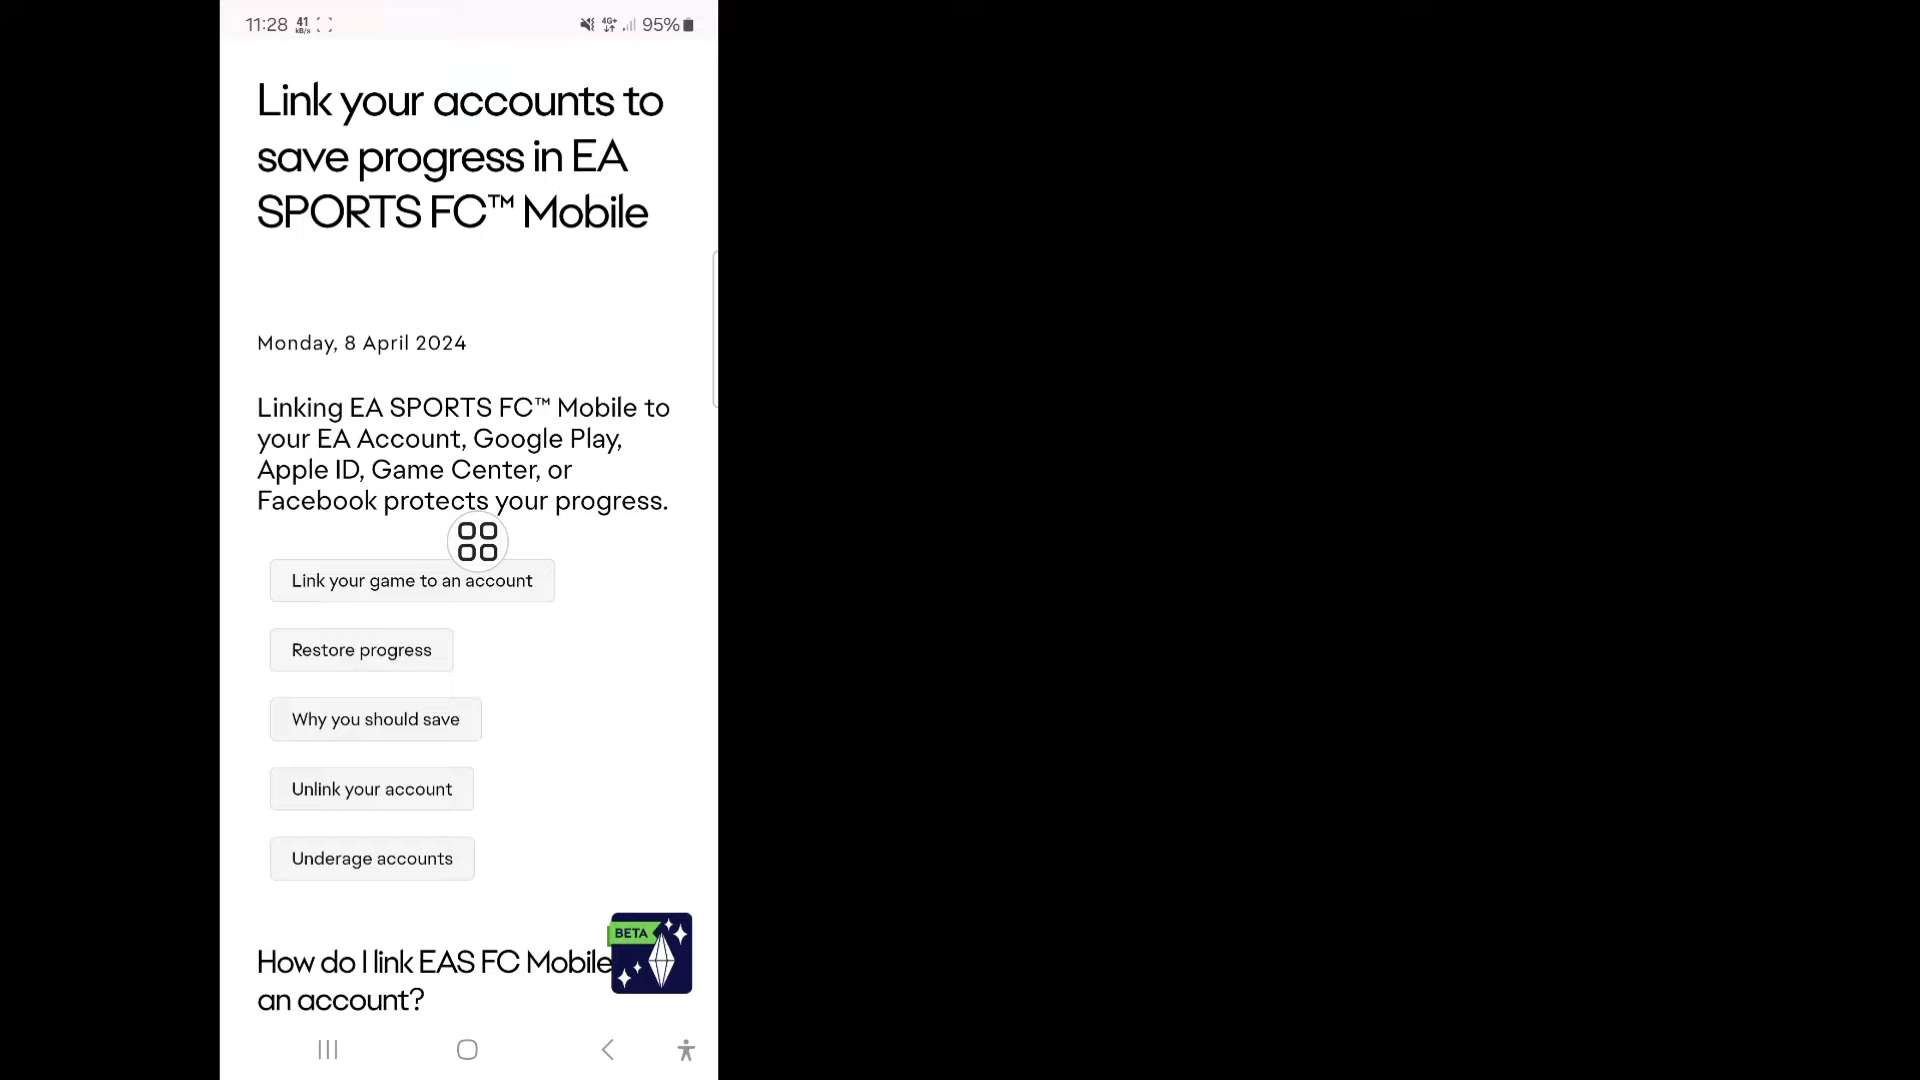 11:28 41 kB/s 4G+ 95%
Link your accounts to
save progress in EA
SPORTS FC™ Mobile
Monday, 8 April 2024
Linking EA SPORTS FC™ Mobile to
your EA Account, Google Play,
Apple ID, Game Center, or
Facebook protects your progress.
Link your game to an account
Restore progress
Why you should save
Unlink your account
Underage accounts
BETA
How do I link EAS FC Mobile
an account?